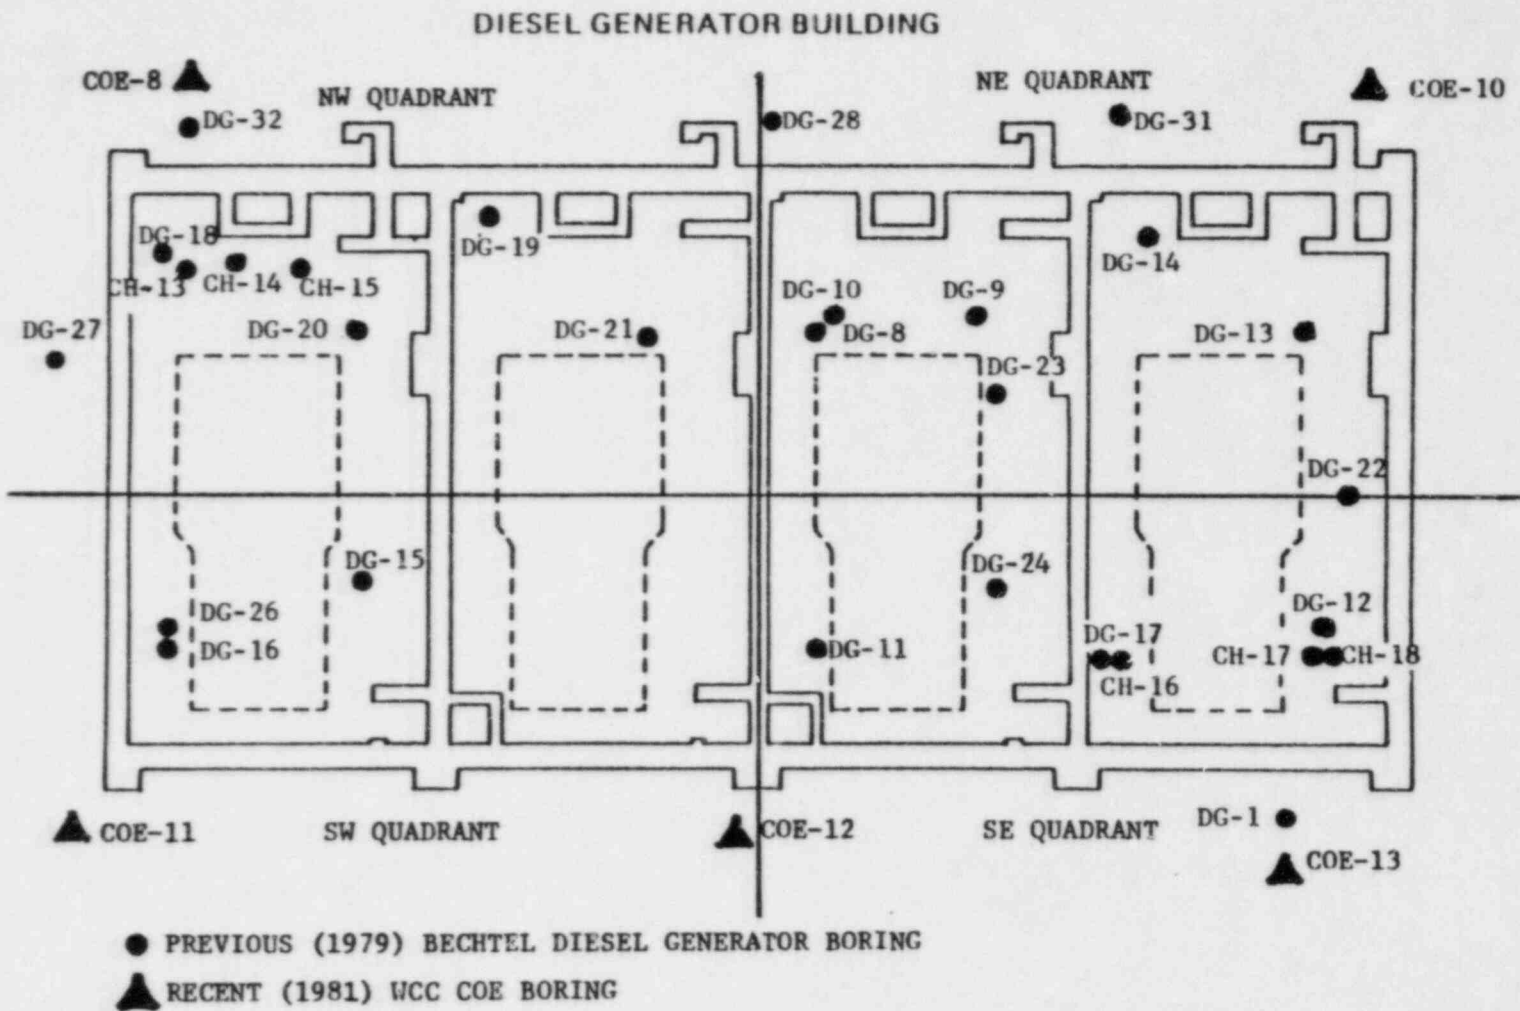 DIESEL GENERATOR BUILDING
COE-8
NW QUADRANT
NE QUADRANT
COE-10
DG-32
DG-28
DG-31
DG-18
DG-19
DG-14
CH-13
CH-14
CH-15
DG-10
DG-9
DG-27
DG-20
DG-21
DG-8
DG-13
DG-23
DG-22
DG-15
DG-24
DG-26
DG-12
DG-16
DG-11
DG-17
CH-17
CH-18
CH-16
COE-11
SW QUADRANT
COE-12
SE QUADRANT
DG-1
COE-13
PREVIOUS (1979) BECHTEL DIESEL GENERATOR BORING
RECENT (1981) WCC COE BORING